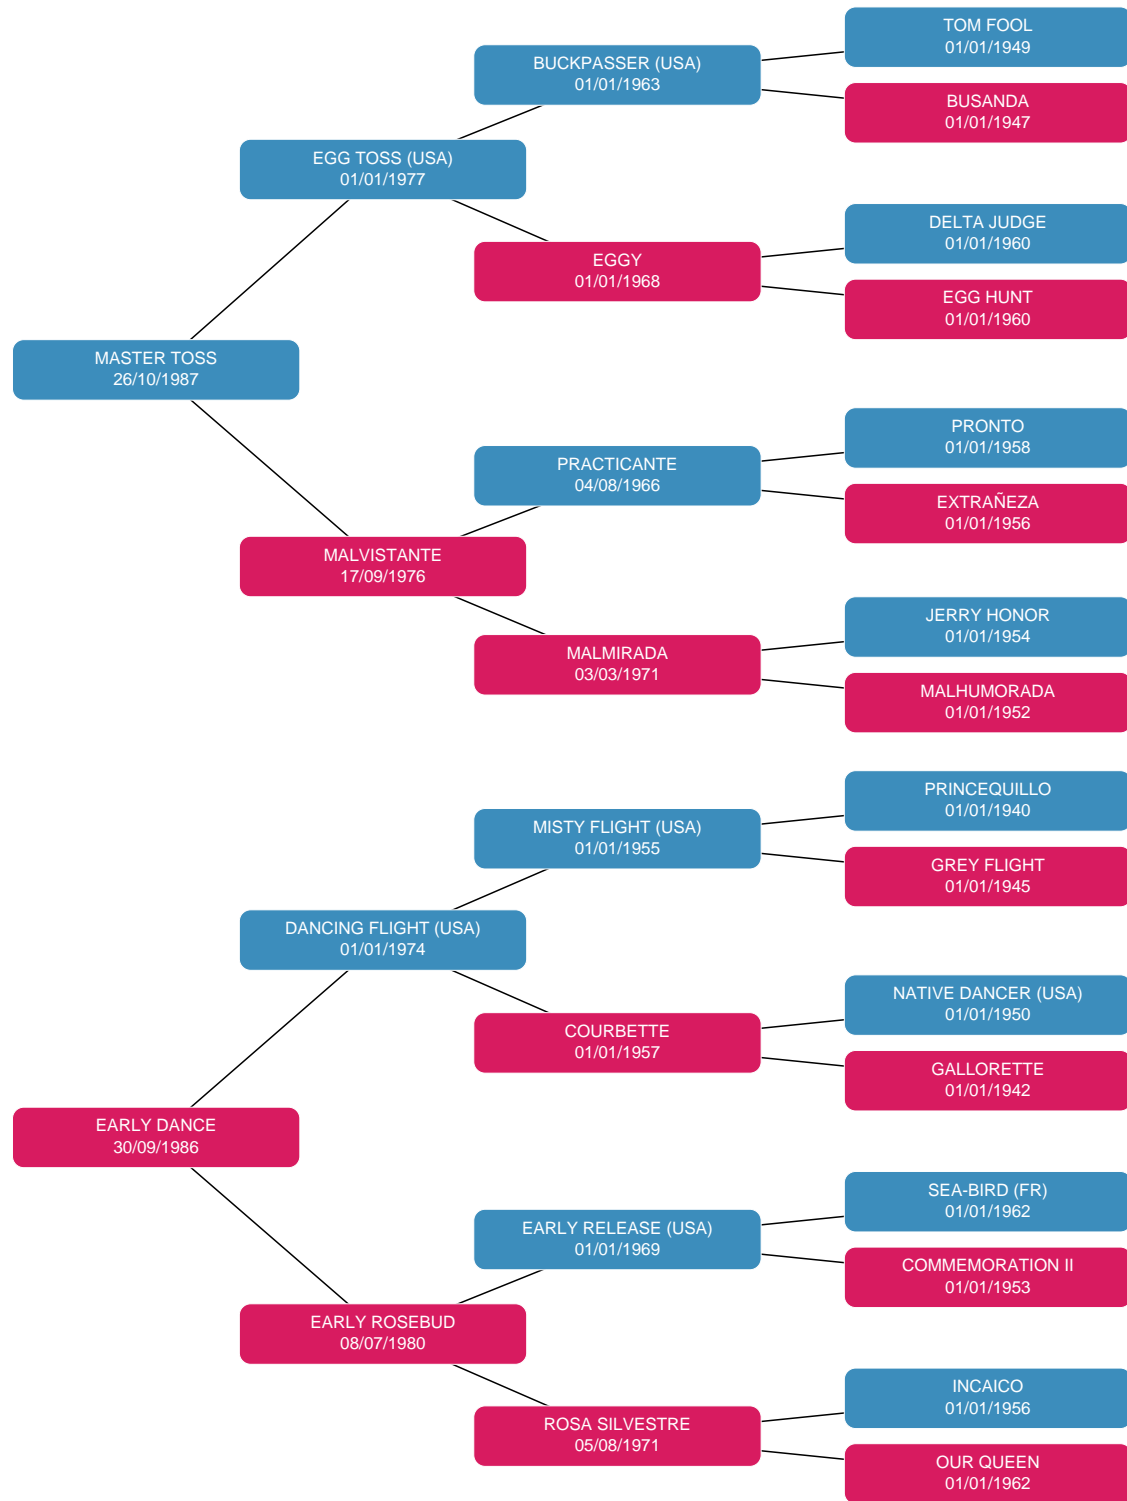 TOM FOOL
01/01/1949
BUCKPASSER (USA)
01/01/1963
BUSANDA
01/01/1947
EGG TOSS (USA)
01/01/1977
DELTA JUDGE
01/01/1960
EGGY
01/01/1968
EGG HUNT
01/01/1960
MASTER TOSS
26/10/1987
PRONTO
01/01/1958
PRACTICANTE
04/08/1966
EXTRAÑEZA
01/01/1956
MALVISTANTE
17/09/1976
JERRY HONOR
01/01/1954
MALMIRADA
03/03/1971
MALHUMORADA
01/01/1952
PRINCEQUILLO
01/01/1940
MISTY FLIGHT (USA)
01/01/1955
GREY FLIGHT
01/01/1945
DANCING FLIGHT (USA)
01/01/1974
NATIVE DANCER (USA)
01/01/1950
COURBETTE
01/01/1957
GALLORETTE
01/01/1942
EARLY DANCE
30/09/1986
SEA-BIRD (FR)
01/01/1962
EARLY RELEASE (USA)
01/01/1969
COMMEMORATION II
01/01/1953
EARLY ROSEBUD
08/07/1980
INCAICO
01/01/1956
ROSA SILVESTRE
05/08/1971
OUR QUEEN
01/01/1962